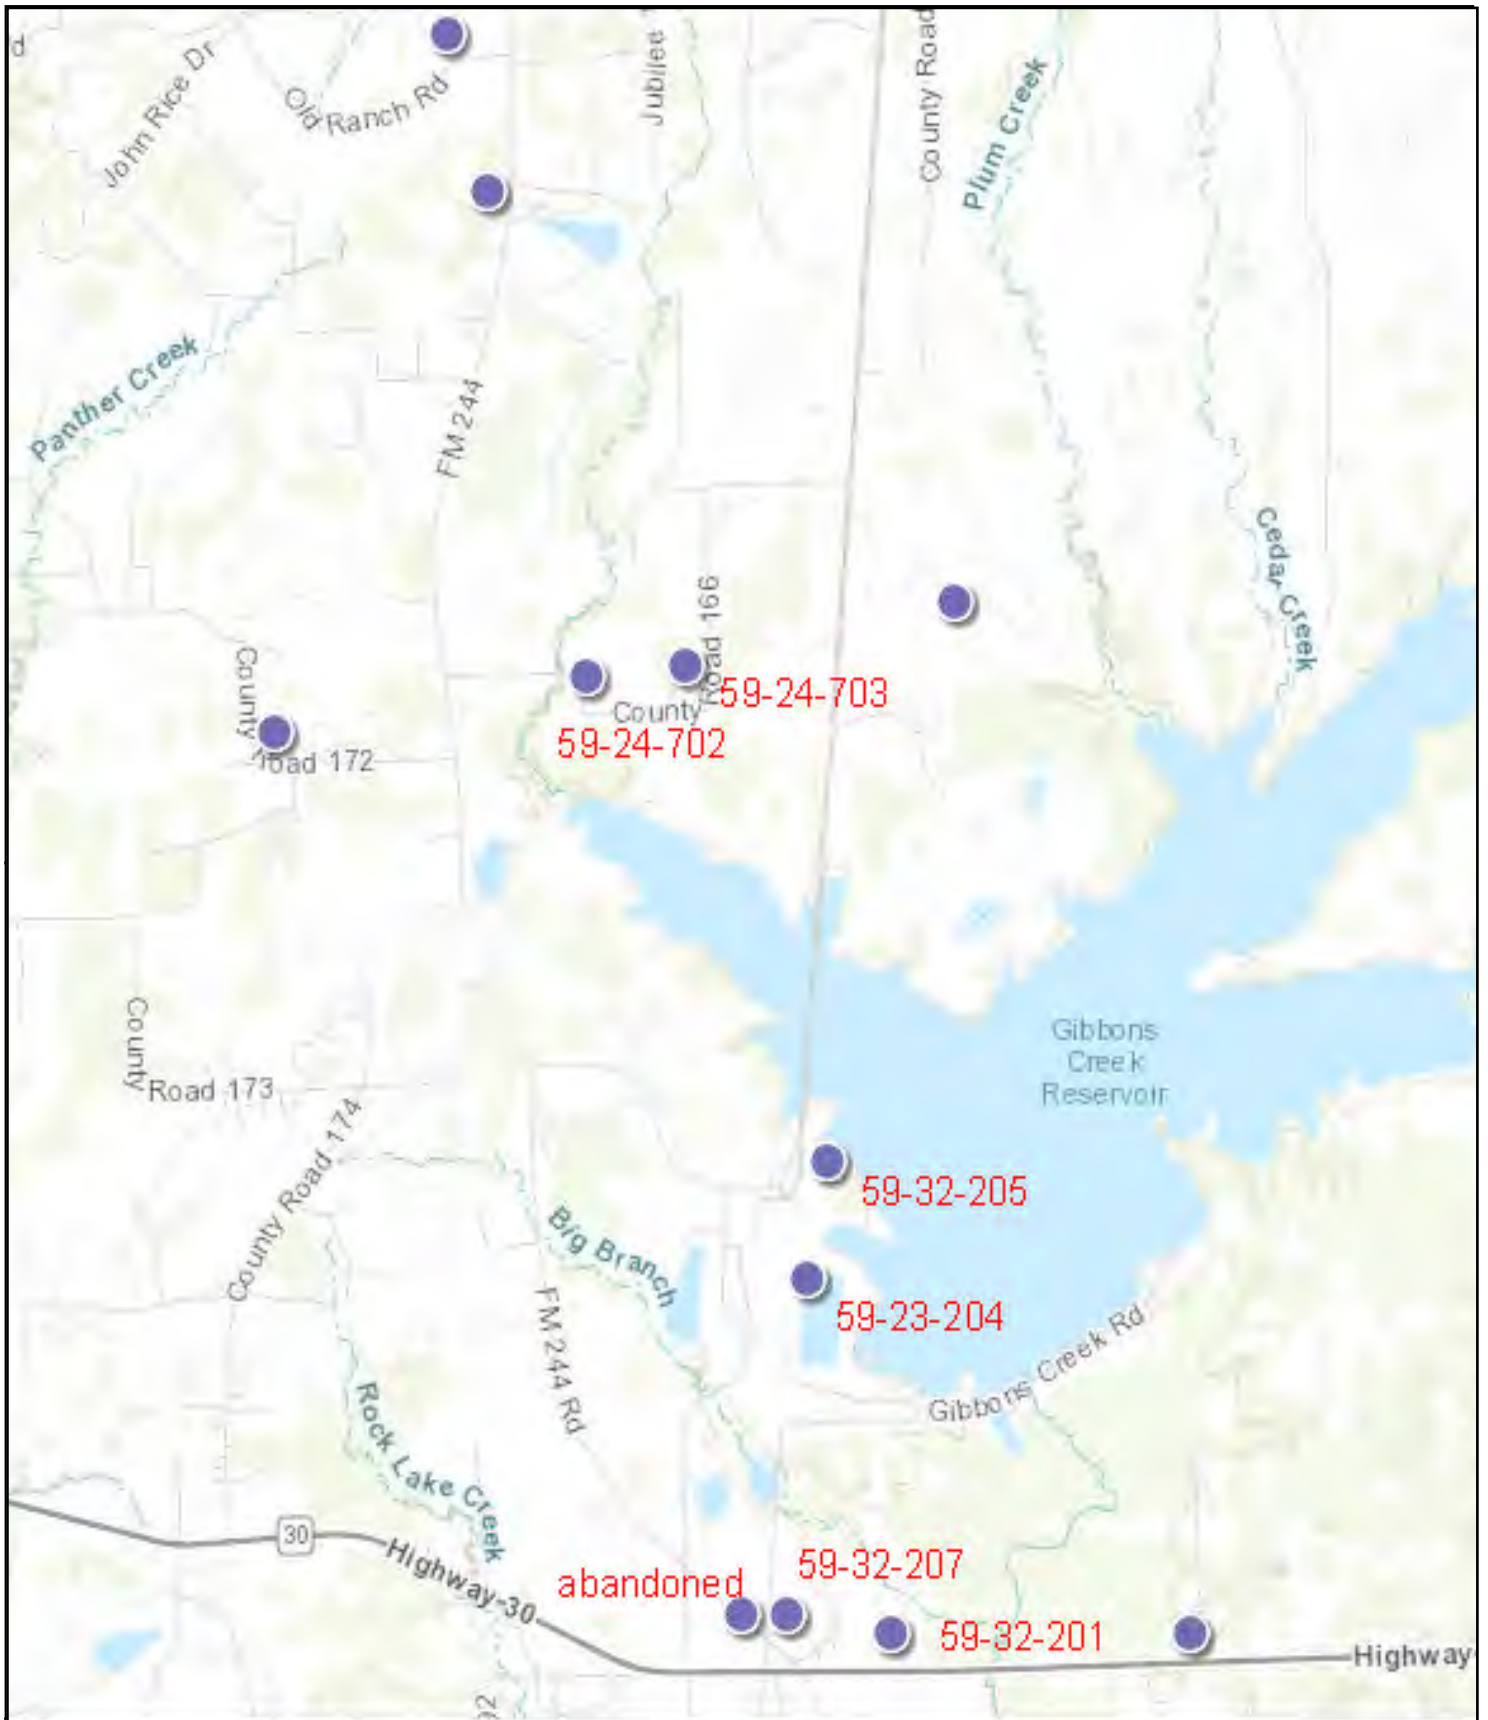 d
John Rice Dr
Old Ranch Rd
Jubilee
County Road
Plum Creek
Panther Creek
FM 244
Cedar Creek
County Road 166
59-24-703
59-24-702
County Road 172
Gibbons
Creek
Reservoir
County Road 173
County Road 174
59-32-205
Big Branch
59-23-204
FM 244 Rd
Gibbons Creek Rd
Rock Lake Creek
30
Highway 30
59-32-207
abandoned
59-32-201
Highway